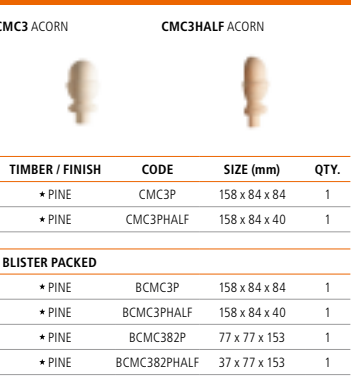 CMC3 ACORN CMC3HALF ACORN
TIMBER / FINISH CODE SIZE (mm) QTY.
★ PINE CMC3P 158 x 84 x 84 1
★ PINE CMC3PHALF 158 x 84 x 40 1
BLISTER PACKED
★ PINE BCMC3P 158 x 84 x 84 1
★ PINE BCMC3PHALF 158 x 84 x 40 1
★ PINE BCMC382P 77 x 77 x 153 1
★ PINE BCMC382PHALF 37 x 77 x 153 1